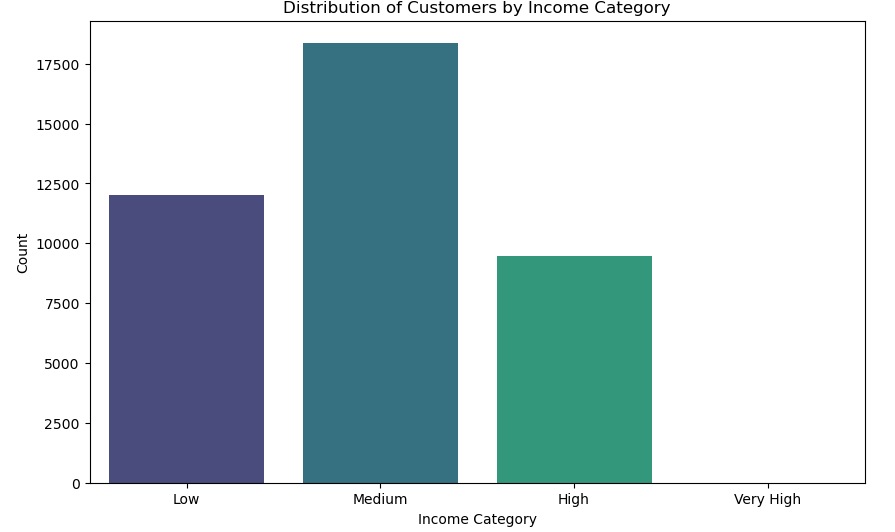 Distribution of Customers by Income Category
17500
15000
12500
10000
7500
5000
2500
0
Count
Low Medium High Very High
Income Category